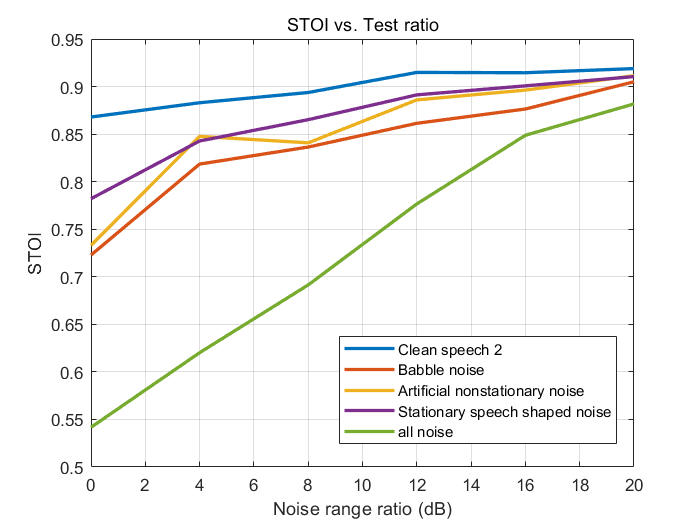 STOI vs. Test ratio
0.95
0.9
0.85
0.8
0.75
0.7
0.65
0.6
0.55
0.5
STOI
Clean speech 2
Babble noise
Artificial nonstationary noise
Stationary speech shaped noise
all noise
0 2 4 6 8 10 12 14 16 18 20
Noise range ratio (dB)